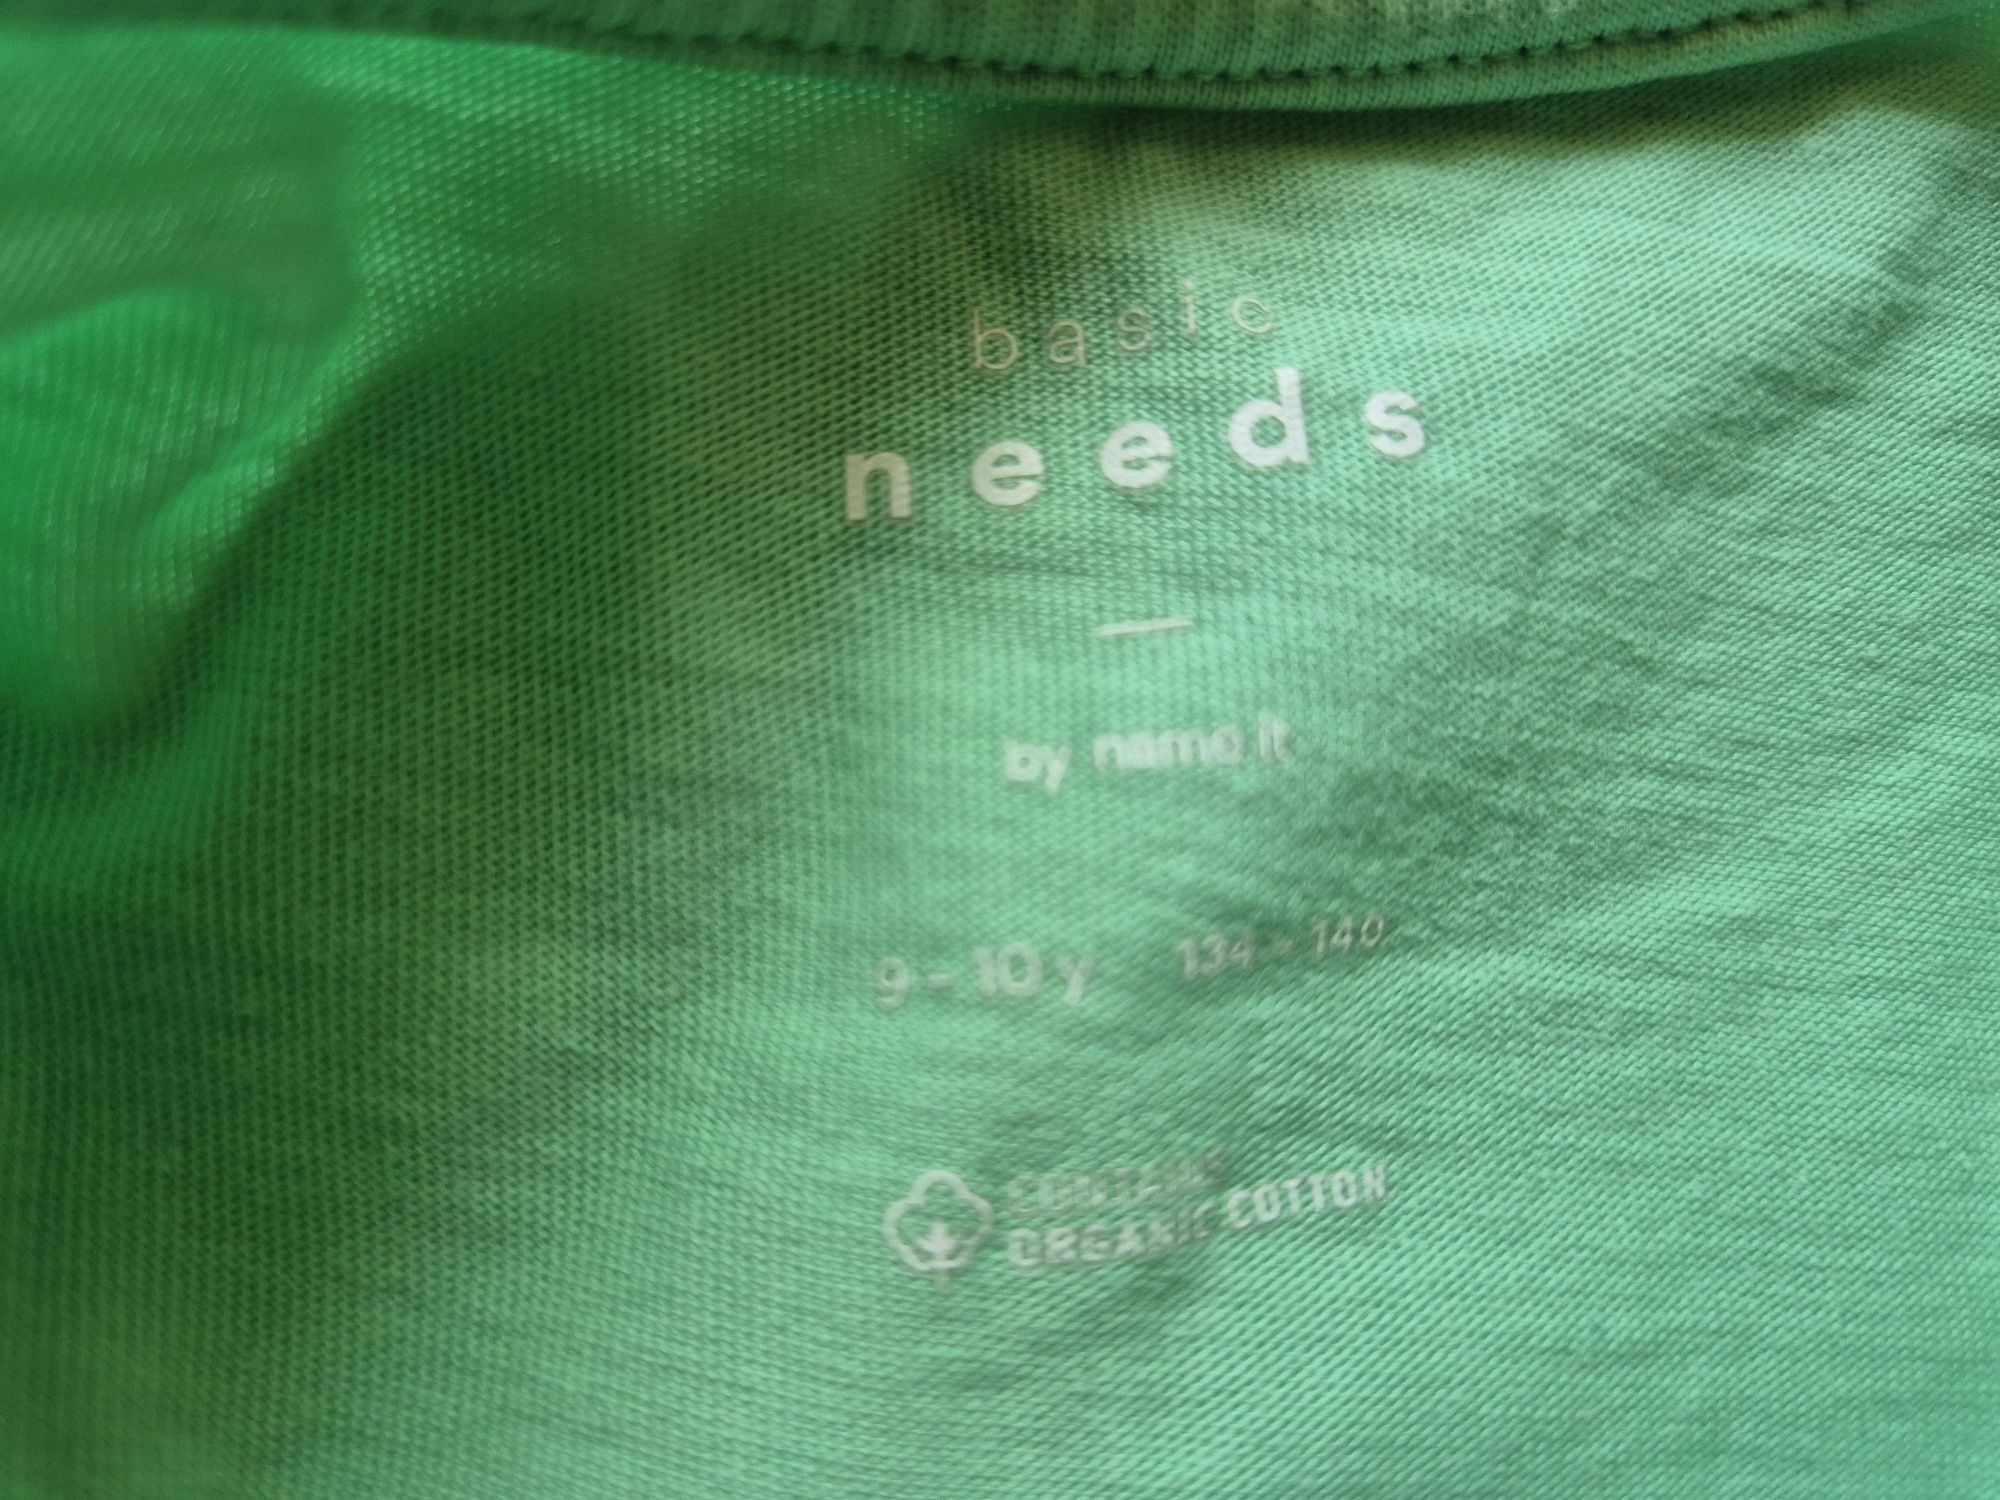 basic
needs
by name it
9 - 10 y 134 - 140
CONTAINS
ORGANIC COTTON